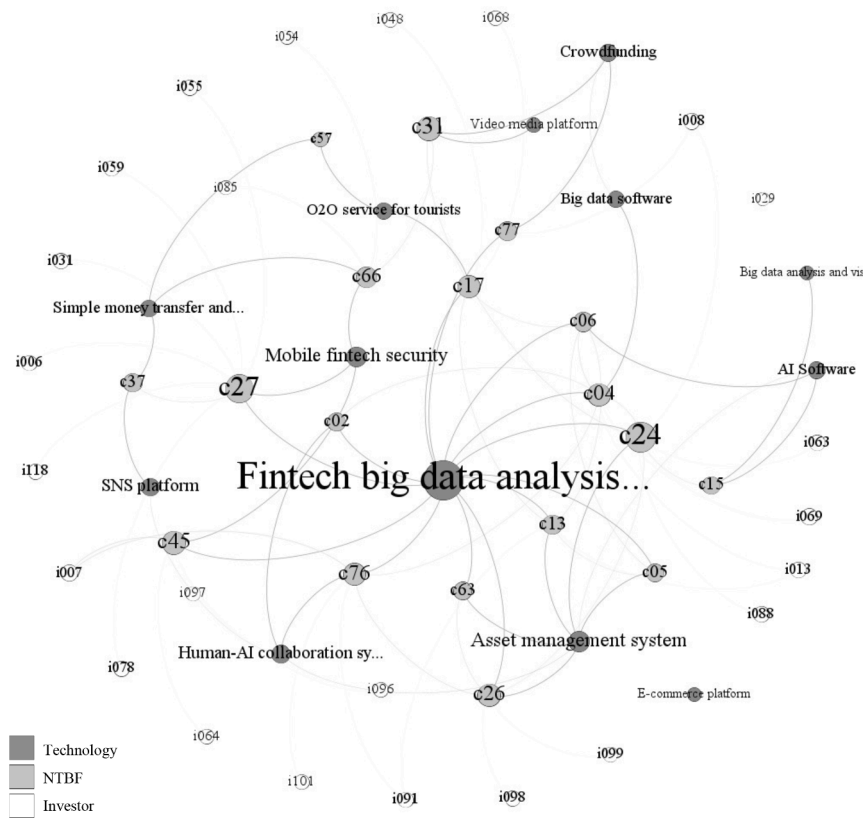 i048
i068
i054
Crowdfunding
i055
c31
Video media platform
i008
c57
i059
i085
O2O service for tourists
Big data software
i029
c77
i031
c66
c17
Big data analysis and vis
Simple money transfer and...
c06
i006
Mobile fintech security
AI Software
c37
c27
c04
c02
c24
i063
i118
SNS platform
Fintech big data analysis...
c15
i069
c13
c45
i007
c76
c05
i013
i097
c63
i088
Human-AI collaboration sy...
Asset management system
i078
i096
c26
E-commerce platform
i064
Technology
i099
NTBF
i101
Investor
i091
i098